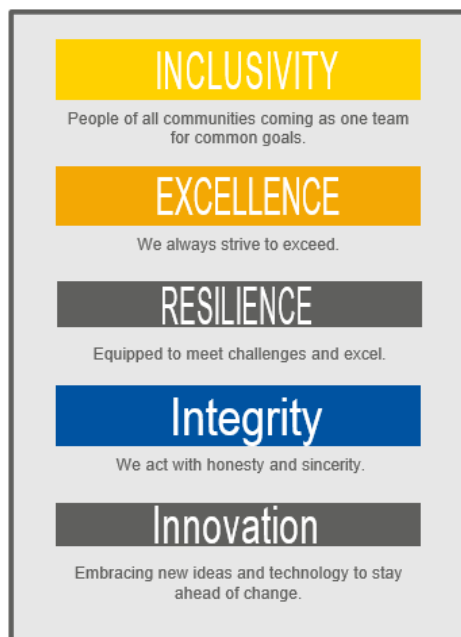 INCLUSIVITY
People of all communities coming as one team
for common goals.
EXCELLENCE
We always strive to exceed.
RESILIENCE
Equipped to meet challenges and excel.
Integrity
We act with honesty and sincerity.
Innovation
Embracing new ideas and technology to stay
ahead of change.